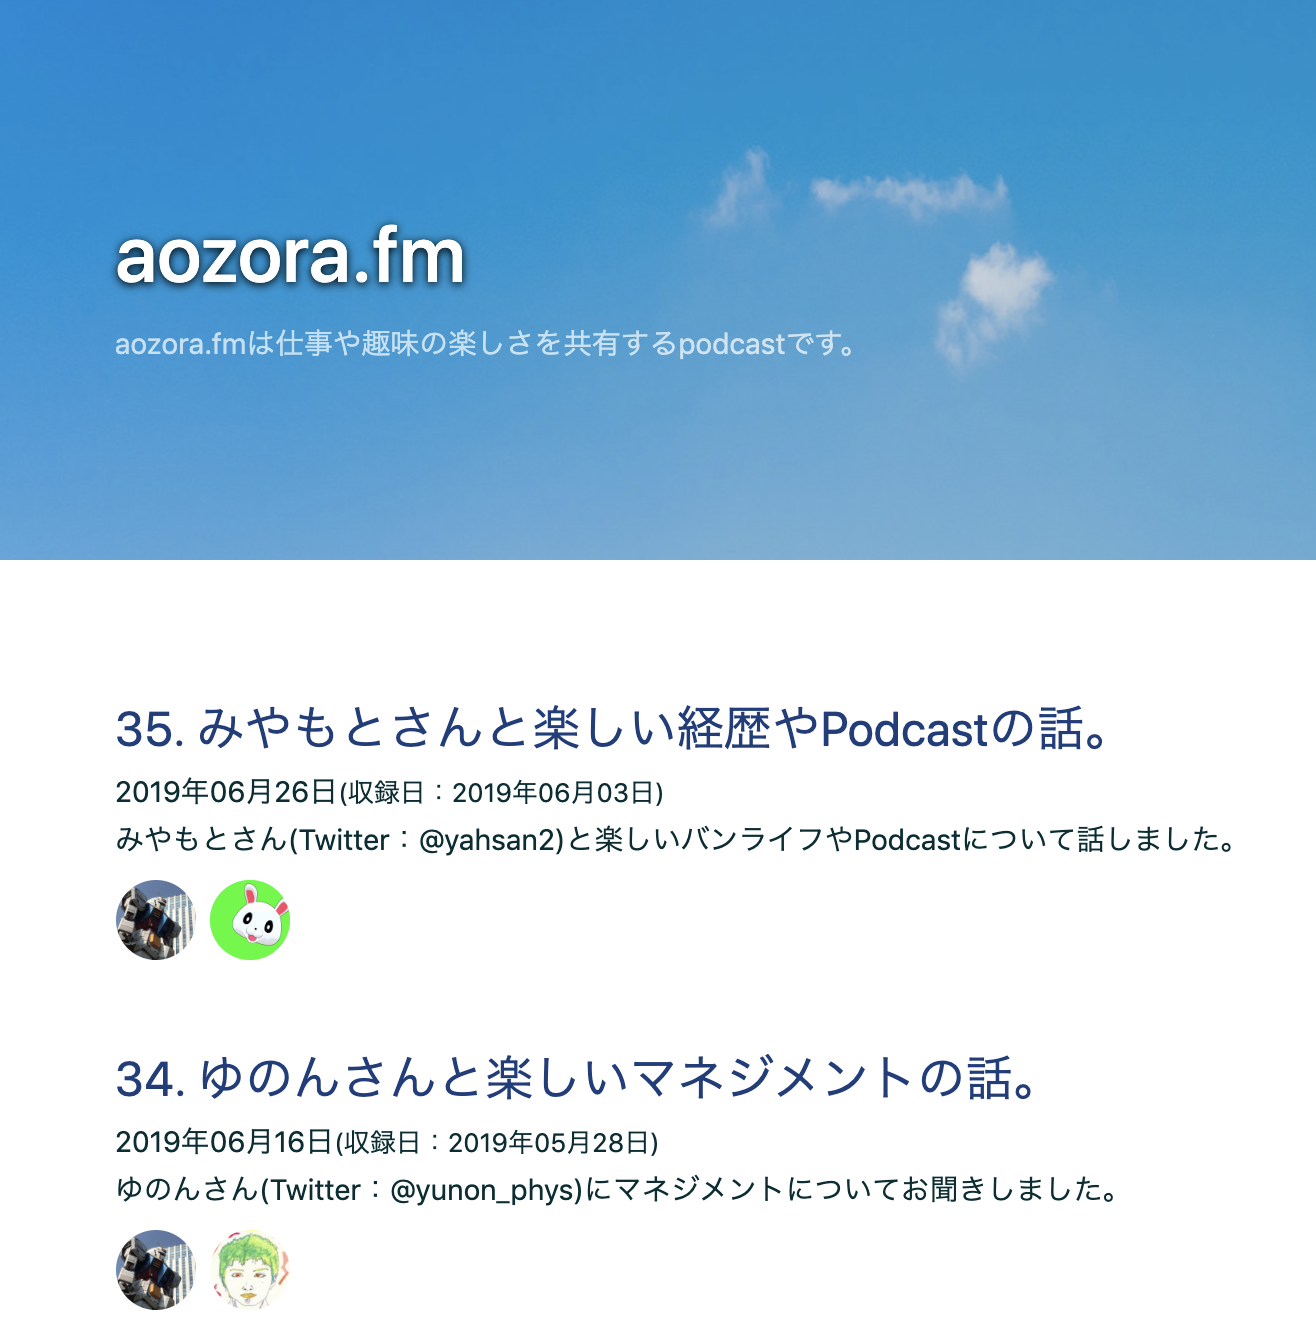 aozora.fm
aozora.fmは仕事や趣味の楽しさを共有するpodcastです。
35. みやもとさんと楽しい経歴やPodcastの話。
2019年06月26日(収録日：2019年06月03日)
みやもとさん(Twitter：@yahsan2)と楽しいバンライフやPodcastについて話しました。
34. ゆのんさんと楽しいマネジメントの話。
2019年06月16日(収録日：2019年05月28日)
ゆのんさん(Twitter：@yunon_phys)にマネジメントについてお聞きしました。